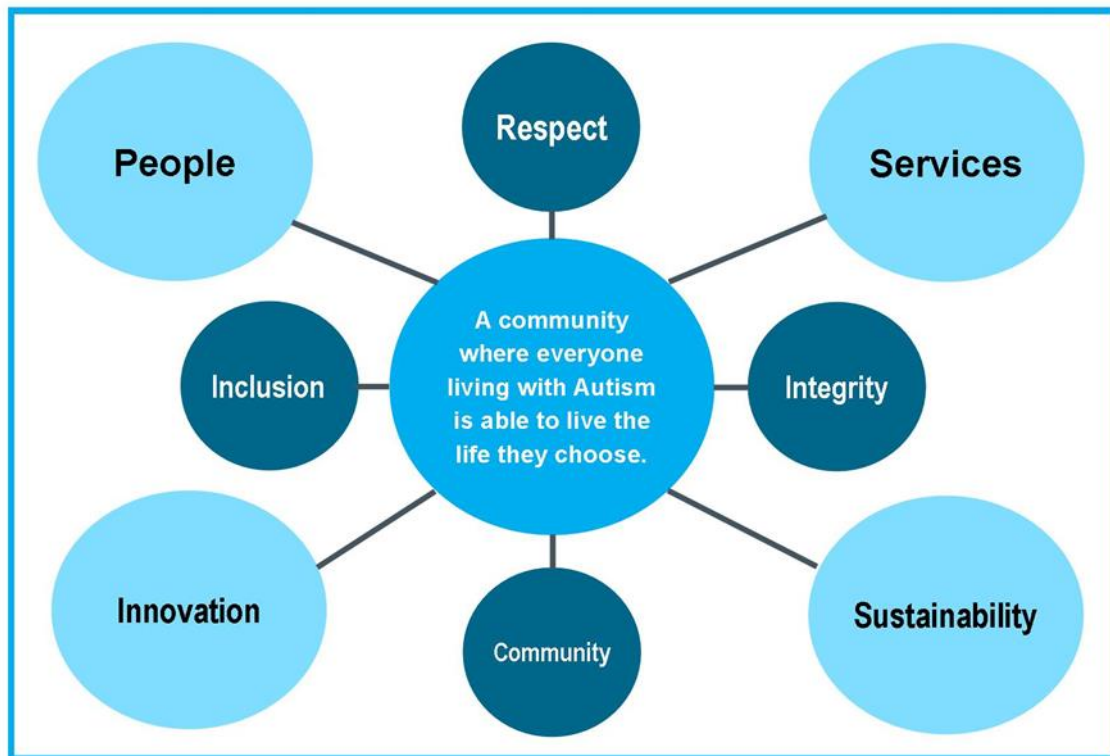 People
Respect
Services
Inclusion
A community
where everyone
living with Autism
is able to live the
life they choose.
Integrity
Innovation
Community
Sustainability